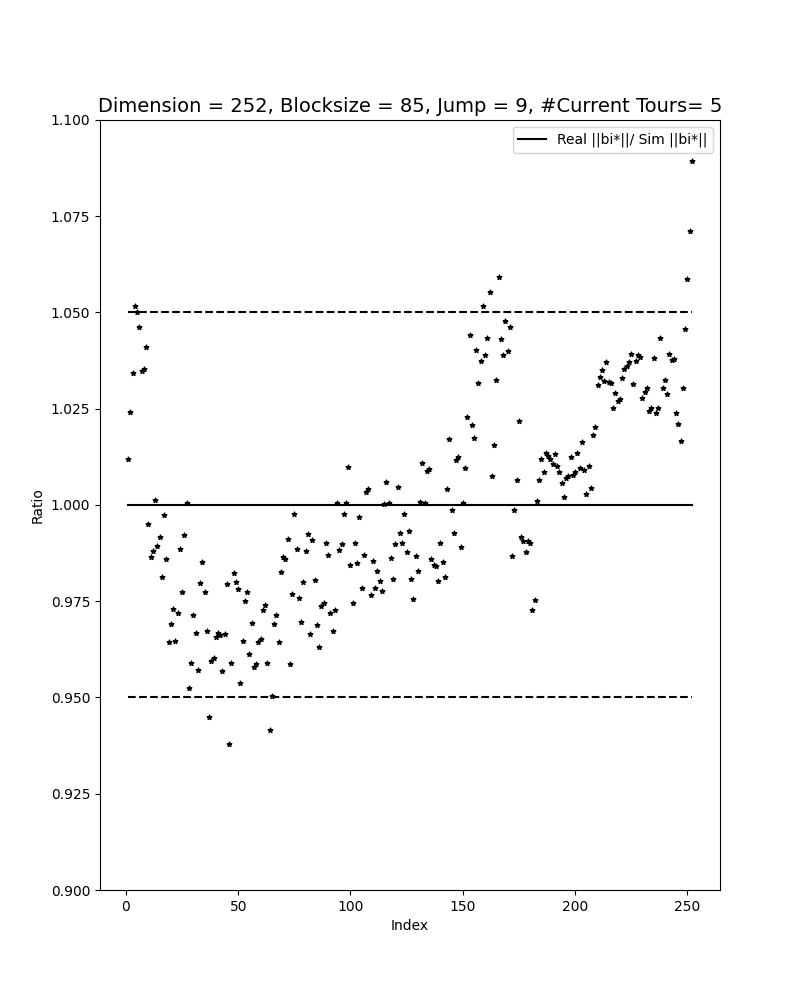 Dimension = 252, Blocksize = 85, Jump = 9, #Current Tours= 5
Real ||bi*||/ Sim ||bi*||
1.100
1.075
1.050
1.025
1.000
0.975
0.950
0.925
0.900
Ratio
0 50 100 150 200 250
Index